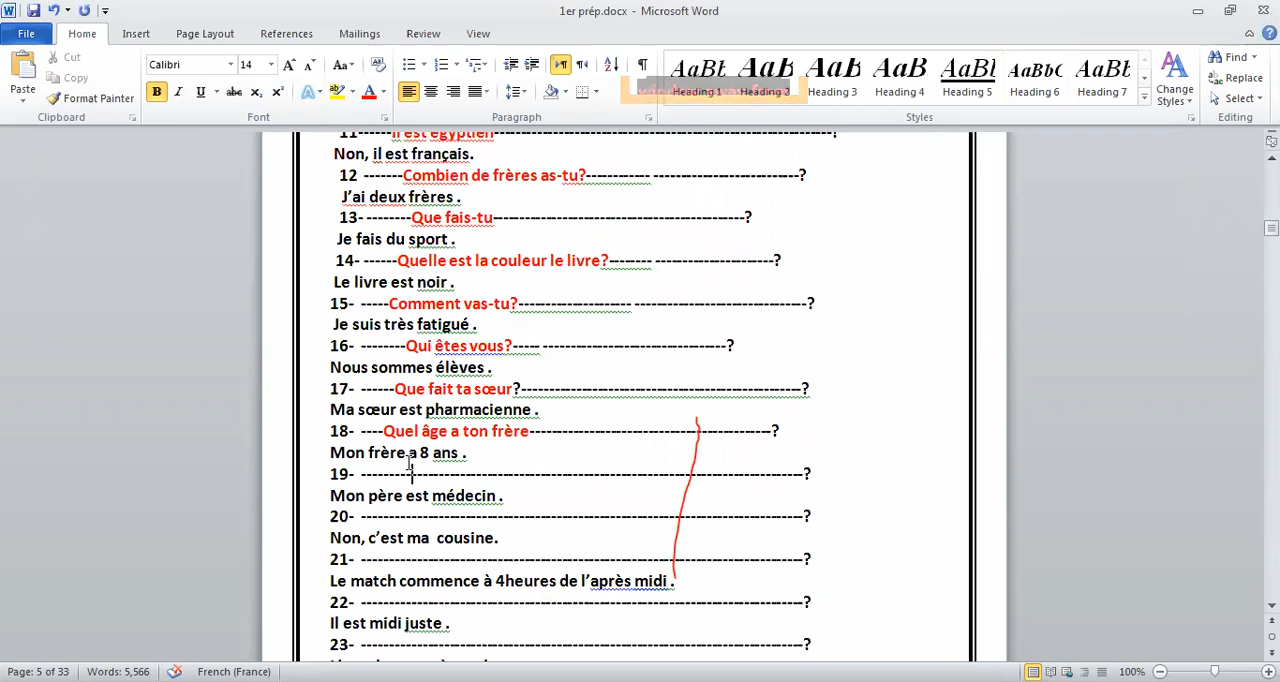 1er prép.docx - Microsoft Word
File Home Insert Page Layout References Mailings Review View
Paste Cut Copy Format Painter
Calibri 14
Clipboard Font Paragraph Styles Editing
AaBb AaBb AaB AaB AaBb AaBbC AaBb
Heading 1 Heading 2 Heading 3 Heading 4 Heading 5 Heading 6 Heading 7
Change Styles
Find Replace Select
11------Il est égyptien-------------------------------------------------?
Non, il est français.
12 -------Combien de frères as-tu?----------- -------------------------?
J’ai deux frères .
13- --------Que fais-tu-------------------------------------------?
Je fais du sport .
14- -------Quelle est la couleur le livre?------- --------------------?
Le livre est noir .
15- -----Comment vas-tu?------------------- -----------------------------?
Je suis très fatigué .
16- -------Qui êtes vous?----- -------------------------------?
Nous sommes élèves .
17- ------Que fait ta sœur?------------------------------------------------?
Ma sœur est pharmacienne .
18- ----Quel âge a ton frère-----------------------------------------?
Mon frère a 8 ans .
19- ---------------------------------------------------------------------------?
Mon père est médecin .
20- ---------------------------------------------------------------------------?
Non, c’est ma cousine.
21- ---------------------------------------------------------------------------?
Le match commence à 4heures de l’après midi .
22- ---------------------------------------------------------------------------?
Il est midi juste .
23- ---------------------------------------------------------------------------?
Page: 5 of 33 Words: 5,566 French (France) 100%